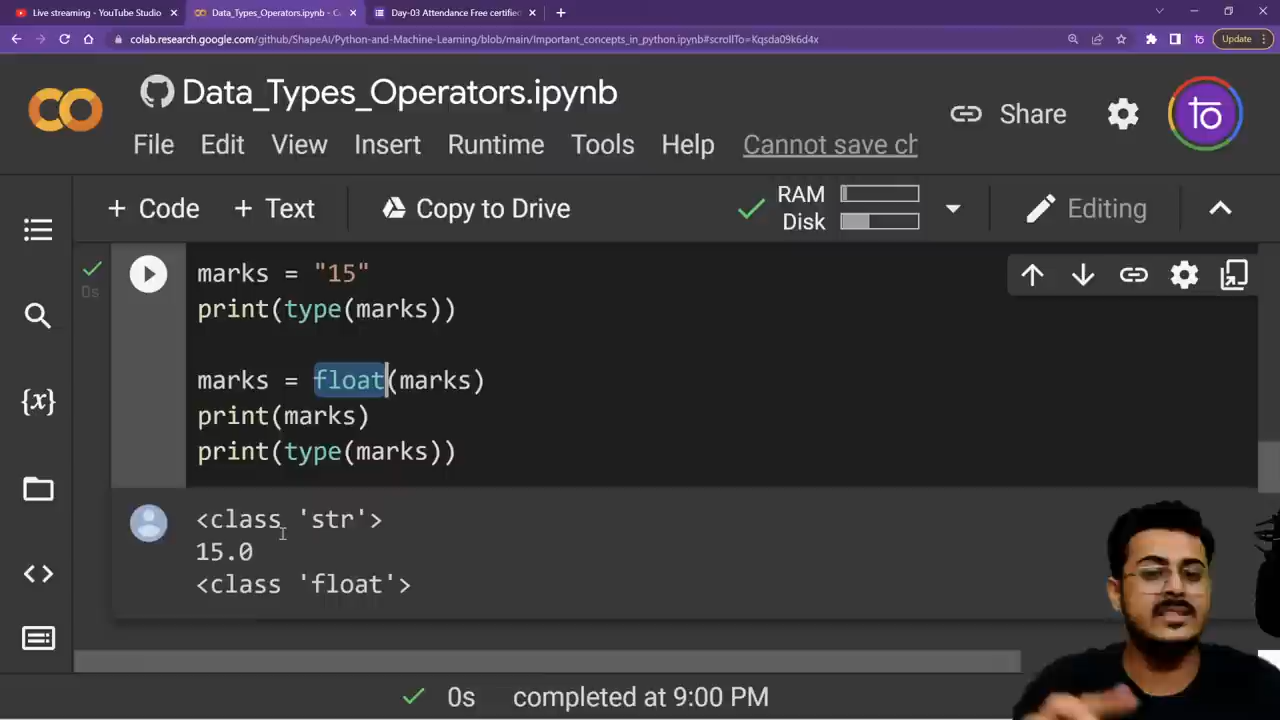 Live streaming - YouTube Studio
Data_Types_Operators.ipynb - C
Day-03 Attendance Free certified
colab.research.google.com/github/ShapeAI/Python-and-Machine-Learning/blob/main/Important_concepts_in_python.ipynb#scrollTo=Kqsda09k6d4x
Update
Data_Types_Operators.ipynb
Share
to
File Edit View Insert Runtime Tools Help Cannot save ch
+ Code + Text Copy to Drive
RAM
Disk
Editing
marks = "15"
print(type(marks))
marks = float(marks)
print(marks)
print(type(marks))
0s
{x}
<class 'str'>
15.0
<class 'float'>
0s completed at 9:00 PM